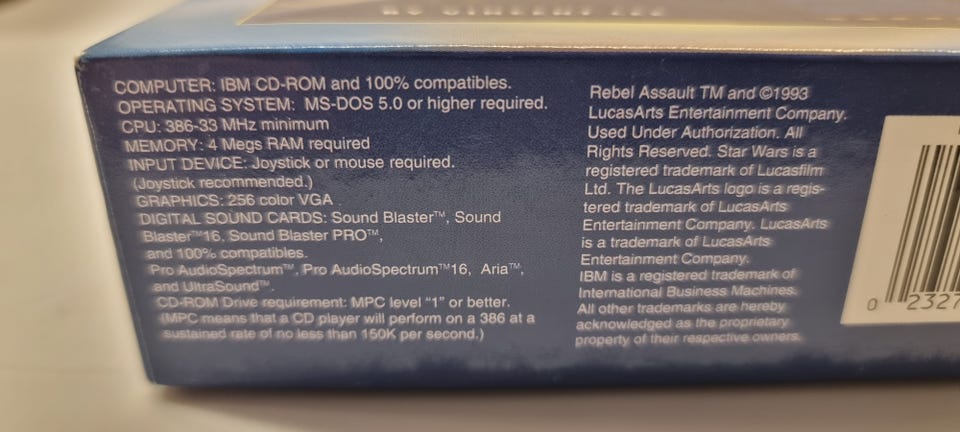 COMPUTER: IBM CD-ROM and 100% compatibles.
OPERATING SYSTEM: MS-DOS 5.0 or higher required.
CPU: 386-33 MHz minimum
MEMORY: 4 Megs RAM required
INPUT DEVICE: Joystick or mouse required.
(Joystick recommended.)
GRAPHICS: 256 color VGA
DIGITAL SOUND CARDS: Sound Blaster™, Sound
Blaster™16, Sound Blaster PRO™,
and 100% compatibles.
Pro AudioSpectrum™, Pro AudioSpectrum™16, Aria™,
and UltraSound™.
CD-ROM Drive requirement: MPC level "1" or better.
(MPC means that a CD player will perform on a 386 at a
sustained rate of no less than 150K per second.)
Rebel Assault TM and ©1993
LucasArts Entertainment Company.
Used Under Authorization. All
Rights Reserved. Star Wars is a
registered trademark of Lucasfilm
Ltd. The LucasArts logo is a regis-
tered trademark of LucasArts
Entertainment Company. LucasArts
is a trademark of LucasArts
Entertainment Company.
IBM is a registered trademark of
International Business Machines.
All other trademarks are hereby
acknowledged as the proprietary
property of their respective owners.
0 2327